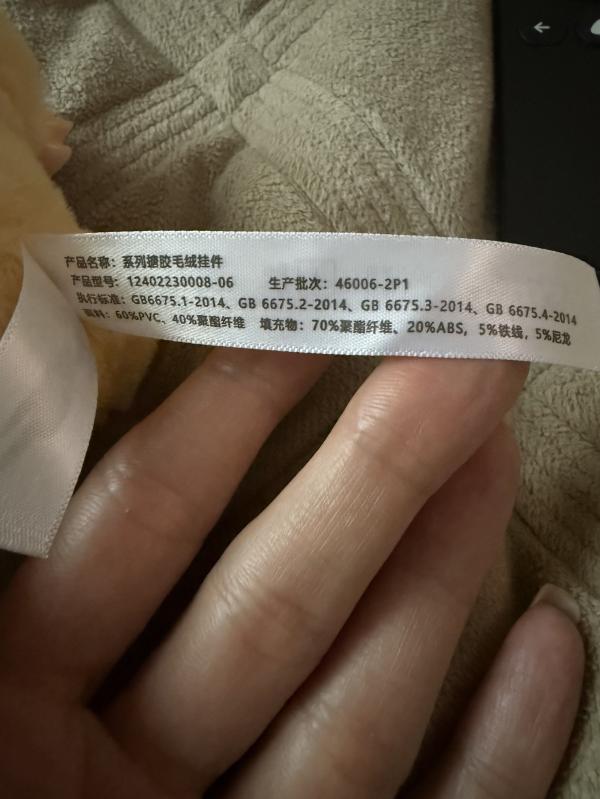 产品名称：系列搪胶毛绒挂件
产品型号：12402230008-06 生产批次：46006-2P1
执行标准：GB6675.1-2014、GB 6675.2-2014、GB 6675.3-2014、GB 6675.4-2014
料：60%PVC、40%聚酯纤维 填充物：70%聚酯纤维、20%ABS，5%铁线，5%尼龙